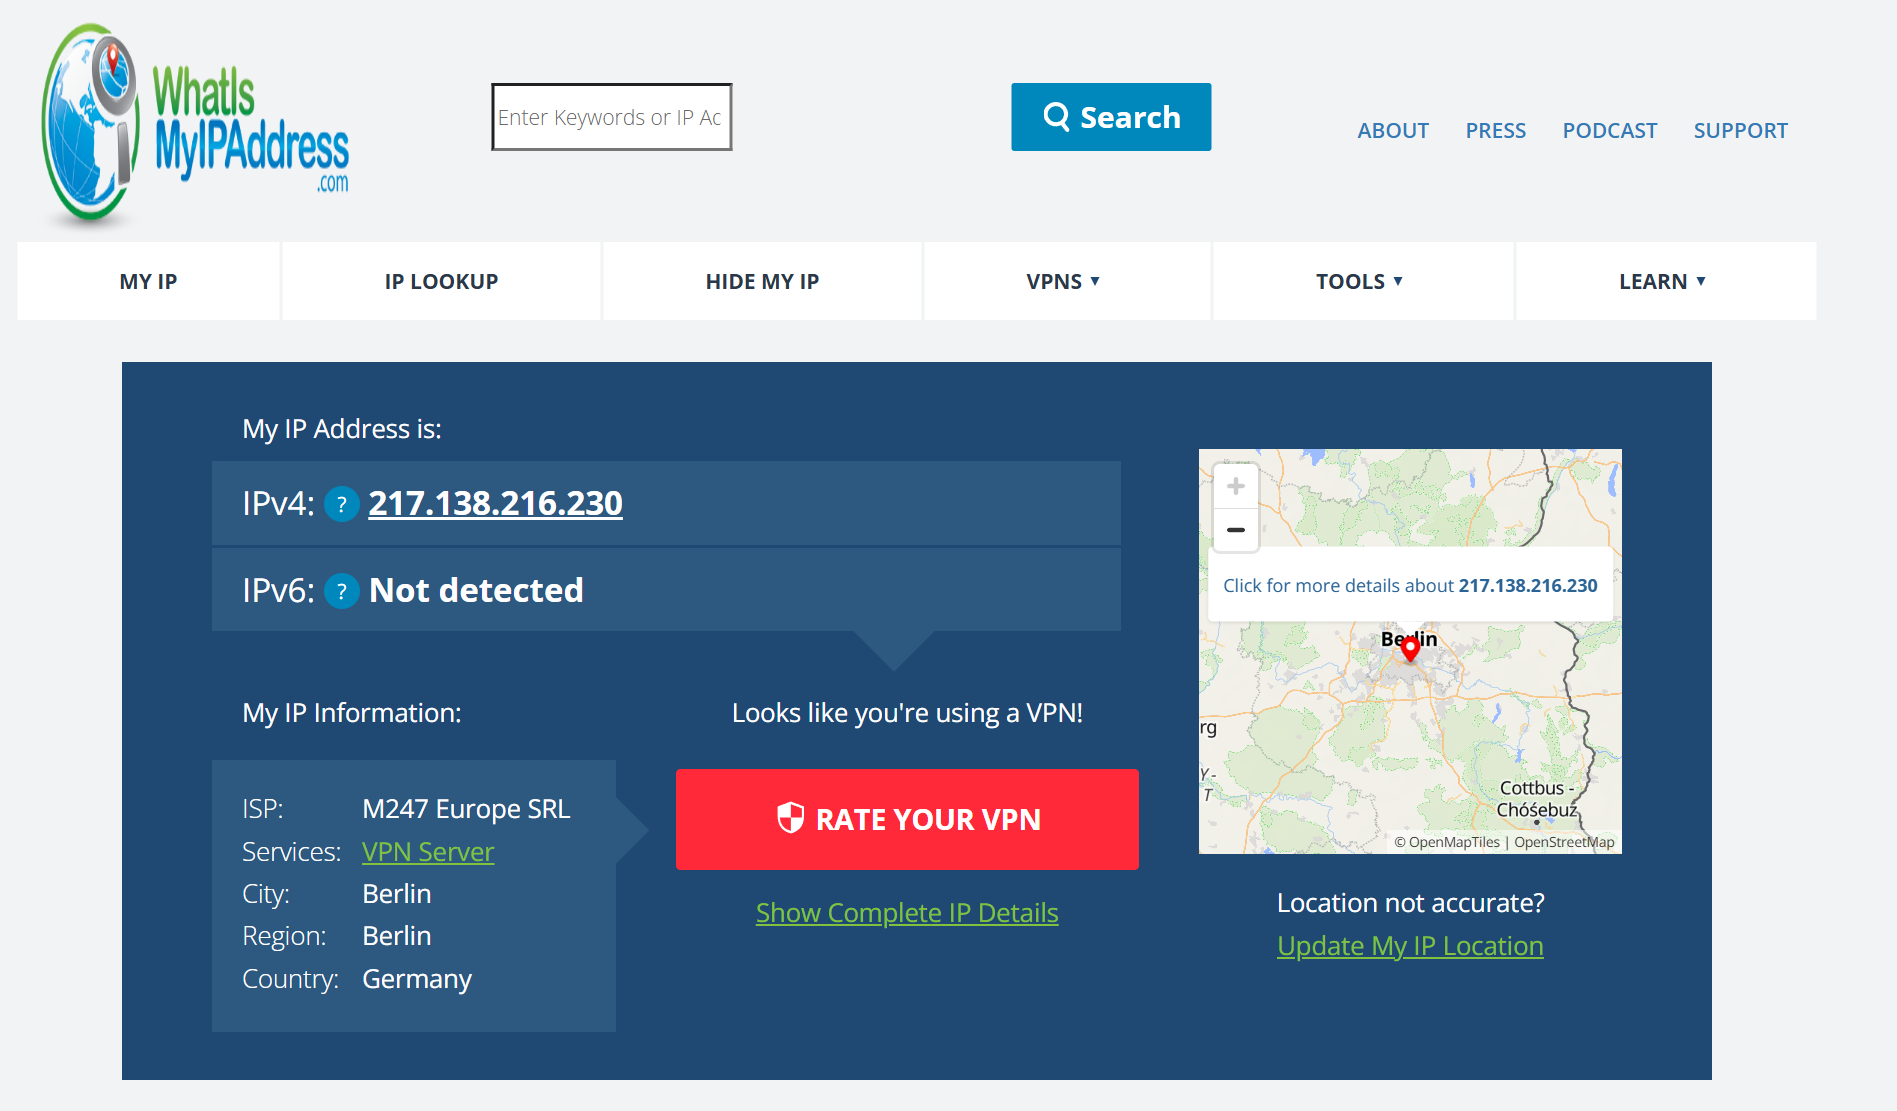 WhatIs
MyIPAddress
.com
Enter Keywords or IP Ac
Search
ABOUT PRESS PODCAST SUPPORT
MY IP IP LOOKUP HIDE MY IP VPNS ▼ TOOLS ▼ LEARN ▼
My IP Address is:
IPv4: ? 217.138.216.230
IPv6: ? Not detected
My IP Information:
ISP: M247 Europe SRL
Services: VPN Server
City: Berlin
Region: Berlin
Country: Germany
Looks like you're using a VPN!
RATE YOUR VPN
Show Complete IP Details
+
−
Click for more details about 217.138.216.230
Berlin
rg
Y-
T
Cottbus -
Chóśebuz
© OpenMapTiles | OpenStreetMap
Location not accurate?
Update My IP Location